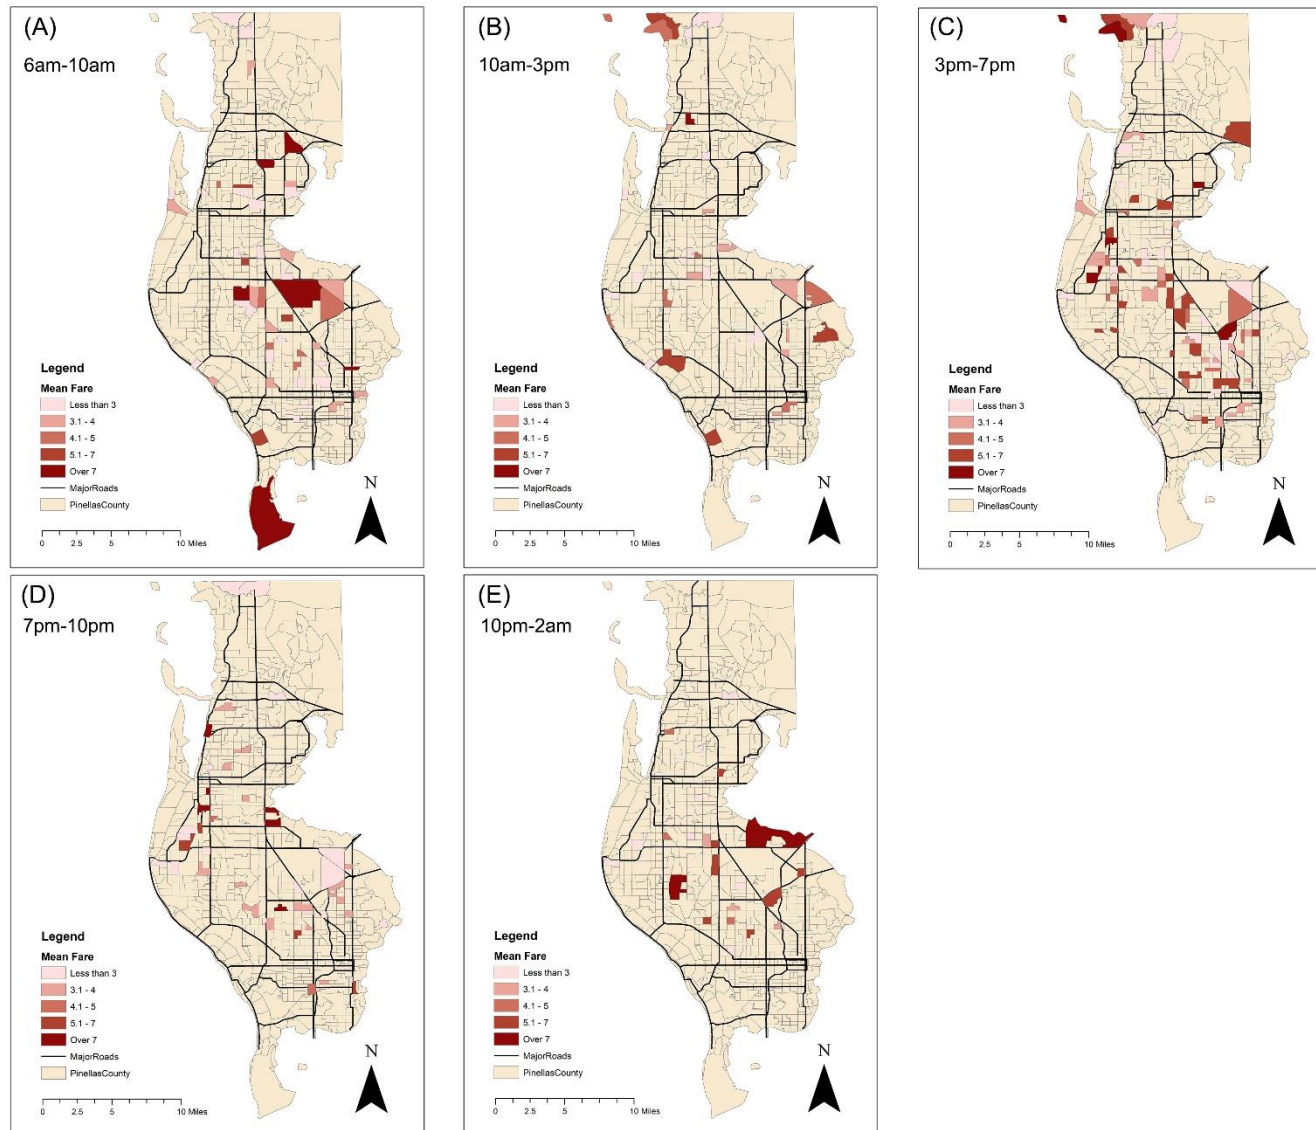 (A)
6am-10am
Legend
Mean Fare
Less than 3
3.1 - 4
4.1 - 5
5.1 - 7
Over 7
MajorRoads
PinellasCounty
0 2.5 5 10 Miles
N
(B)
10am-3pm
Legend
Mean Fare
Less than 3
3.1 - 4
4.1 - 5
5.1 - 7
Over 7
MajorRoads
PinellasCounty
0 2.5 5 10 Miles
N
(C)
3pm-7pm
Legend
Mean Fare
Less than 3
3.1 - 4
4.1 - 5
5.1 - 7
Over 7
MajorRoads
PinellasCounty
0 2.5 5 10 Miles
N
(D)
7pm-10pm
Legend
Mean Fare
Less than 3
3.1 - 4
4.1 - 5
5.1 - 7
Over 7
MajorRoads
PinellasCounty
0 2.5 5 10 Miles
N
(E)
10pm-2am
Legend
Mean Fare
Less than 3
3.1 - 4
4.1 - 5
5.1 - 7
Over 7
MajorRoads
PinellasCounty
0 2.5 5 10 Miles
N